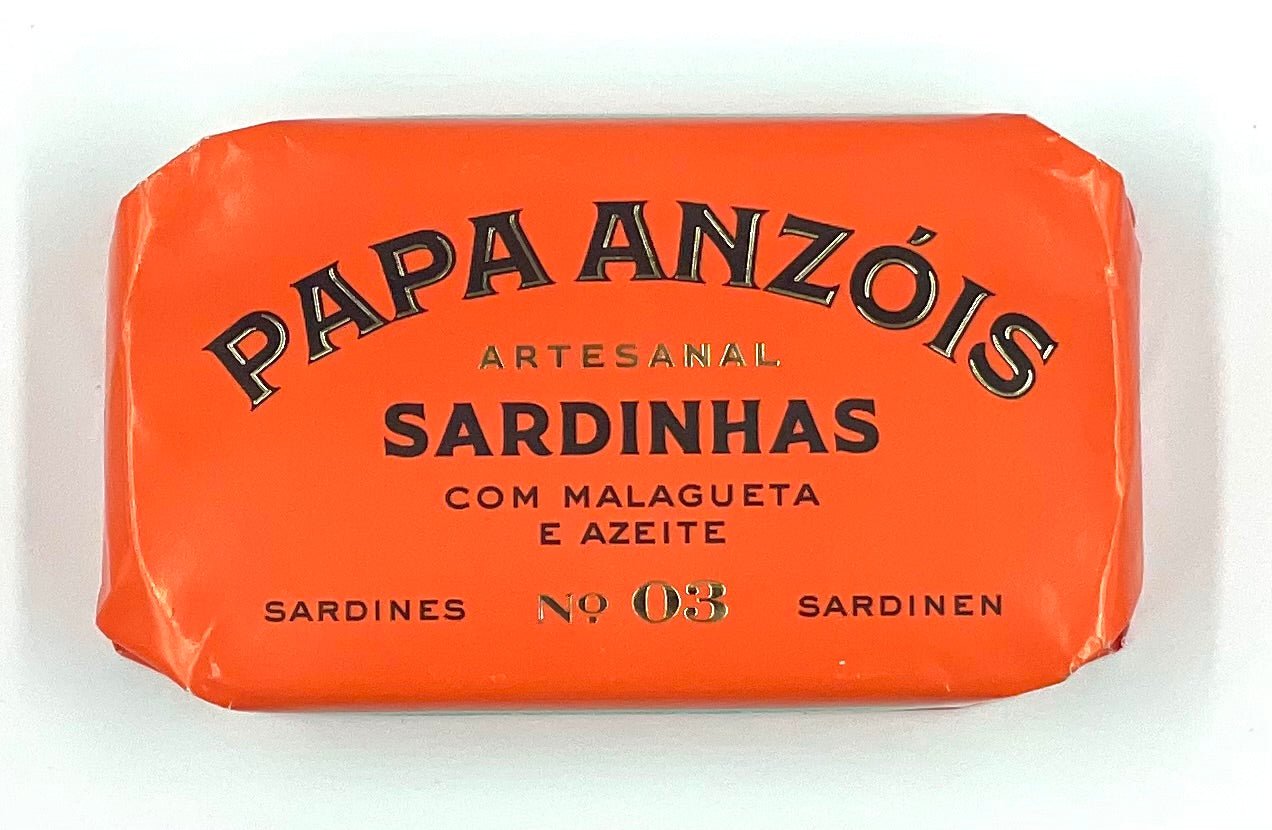 PAPA ANZÓIS
ARTESANAL
SARDINHAS
COM MALAGUETA
E AZEITE
SARDINES Nº 03 SARDINEN